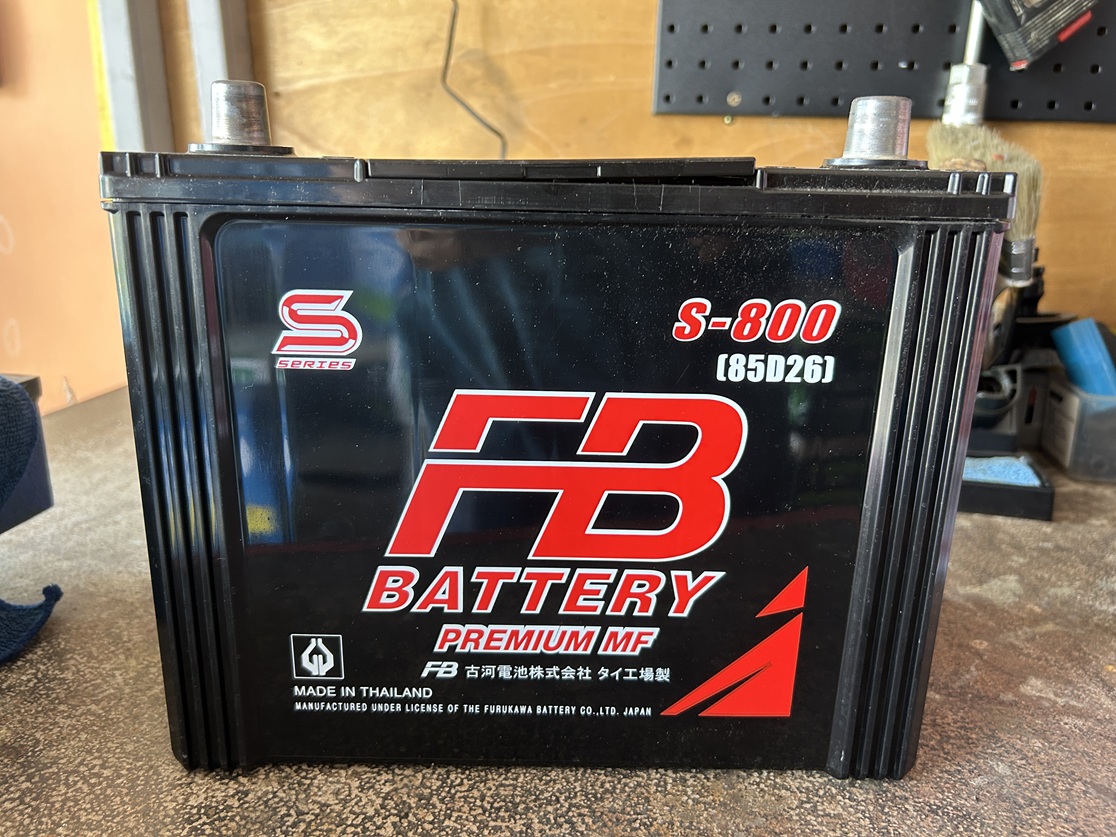 S
SERIES
S-800
(85D26)
FB
BATTERY
PREMIUM MF
FB 古河電池株式会社 タイ工場製
MADE IN THAILAND
MANUFACTURED UNDER LICENSE OF THE FURUKAWA BATTERY CO.,LTD. JAPAN